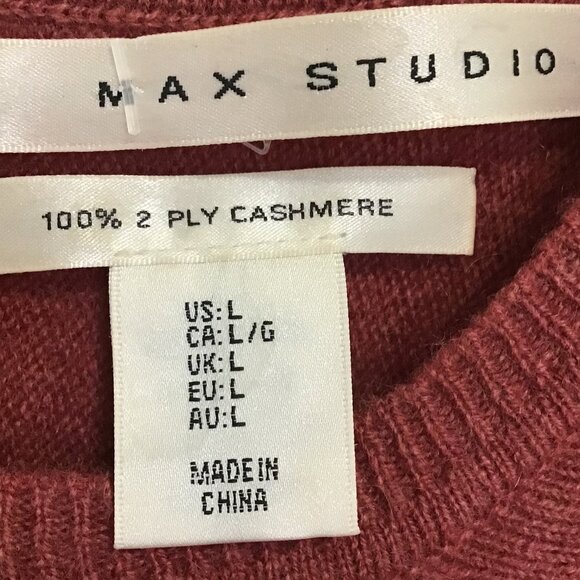 MAX STUDIO
100% 2 PLY CASHMERE
US:L
CA:L/G
UK:L
EU:L
AU:L
MADE IN
CHINA